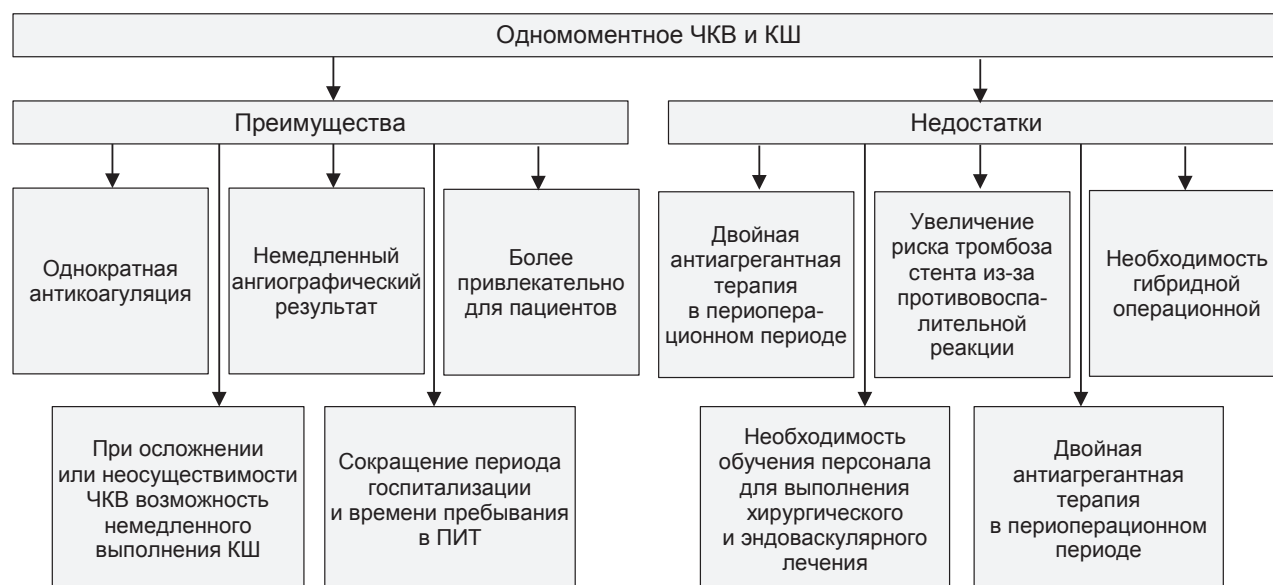 Одномоментное ЧКВ и КШ
Преимущества
Недостатки
Однократная
антикоагуляция
Немедленный
ангиографический
результат
Более
привлекательно
для пациентов
Двойная
антиагрегантная
терапия
в периопера-
ционном периоде
Увеличение
риска тромбоза
стента из-за
противовоспа-
лительной
реакции
Необходимость
гибридной
операционной
При осложнении
или неосуществимости
ЧКВ возможность
немедленного
выполнения КШ
Сокращение периода
госпитализации
и времени пребывания
в ПИТ
Необходимость
обучения персонала
для выполнения
хирургического
и эндоваскулярного
лечения
Двойная
антиагрегантная
терапия
в периоперационном
периоде